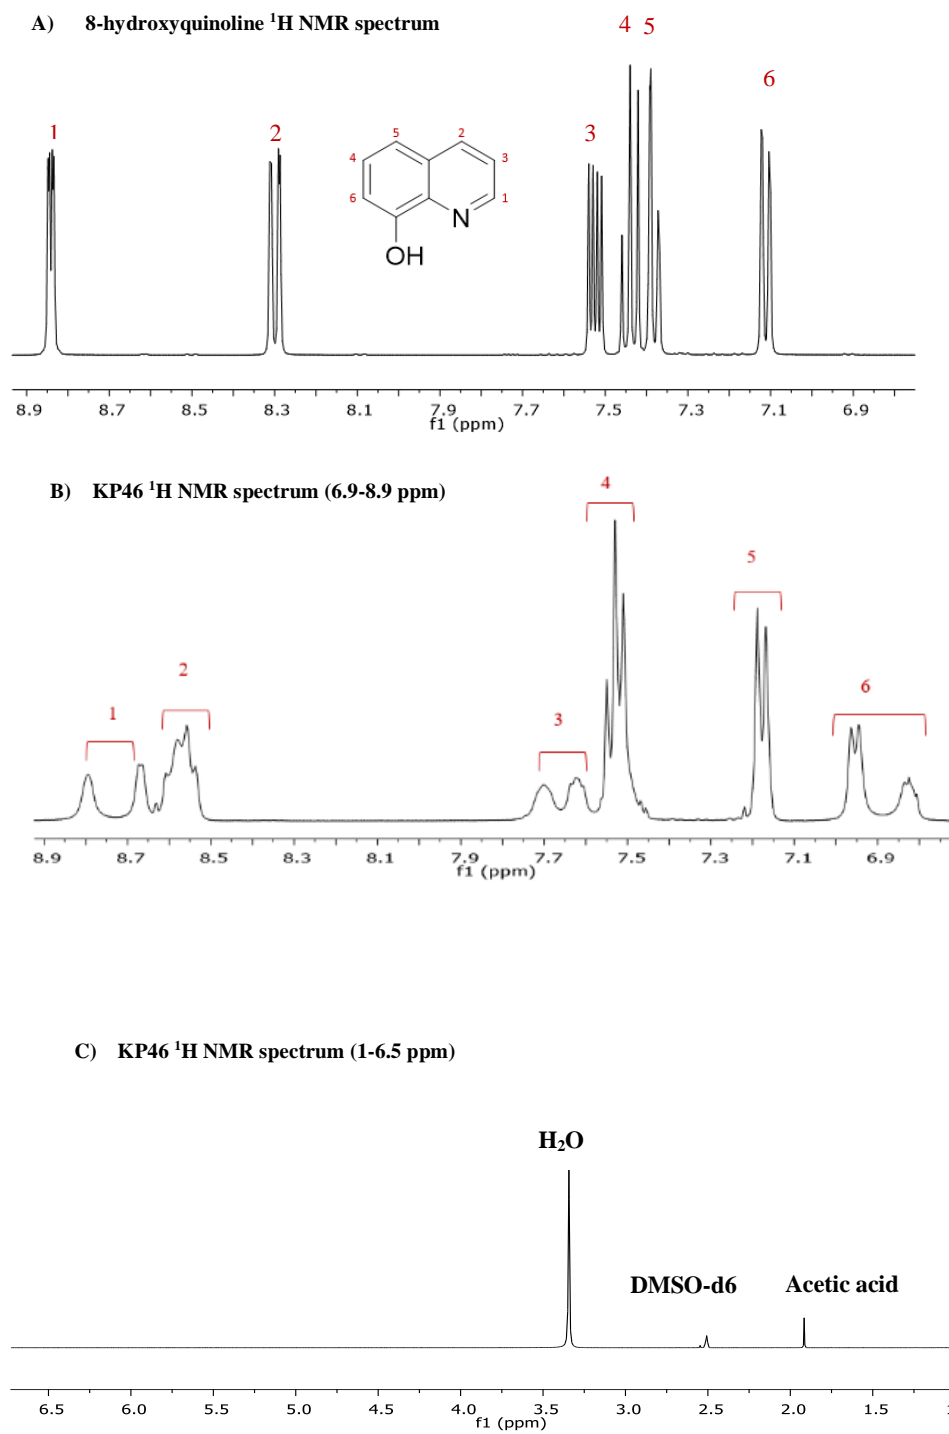 A) 8-hydroxyquinoline ¹H NMR spectrum
4 5
6
1 2 3
5 2
4 3
6 1
N
OH
8.9 8.7 8.5 8.3 8.1 7.9 7.7 7.5 7.3 7.1 6.9
f1 (ppm)
B) KP46 ¹H NMR spectrum (6.9-8.9 ppm)
4
5
2
6
1 3
8.9 8.7 8.5 8.3 8.1 7.9 7.7 7.5 7.3 7.1 6.9
f1 (ppm)
C) KP46 ¹H NMR spectrum (1-6.5 ppm)
H₂O
DMSO-d6 Acetic acid
6.5 6.0 5.5 5.0 4.5 4.0 3.5 3.0 2.5 2.0 1.5
f1 (ppm)